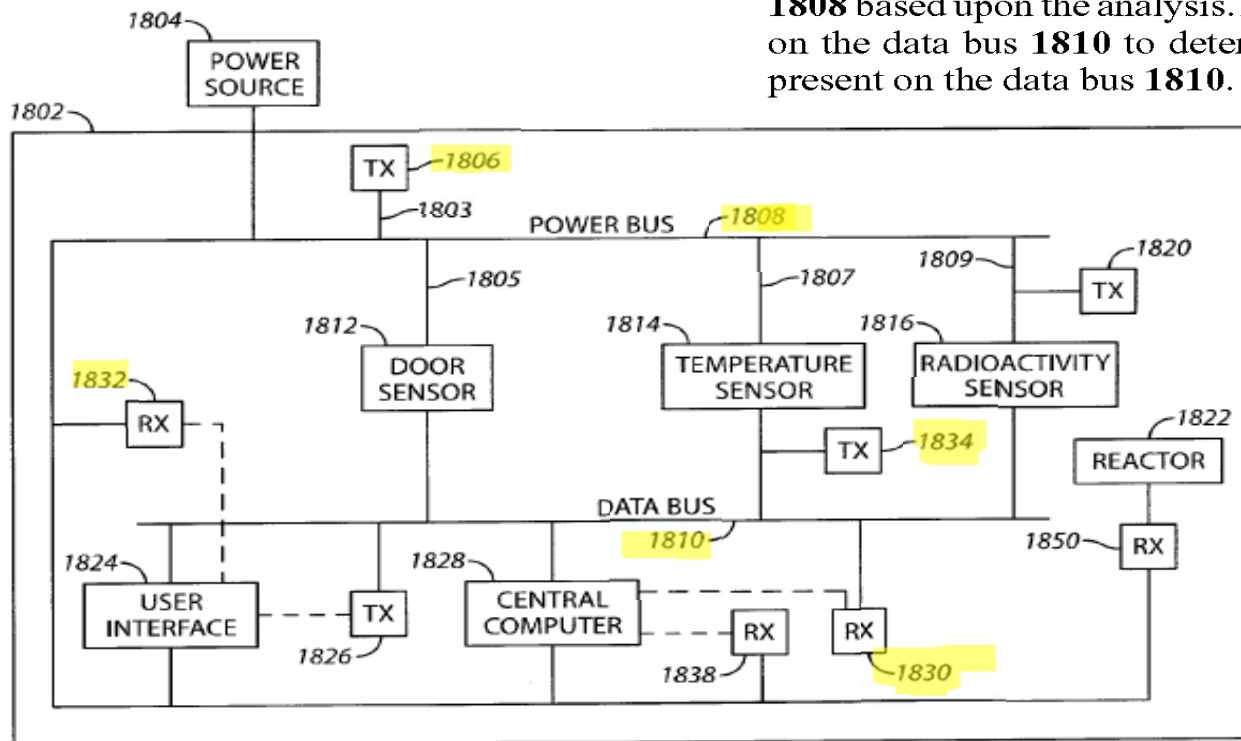 1808 based upon the analysis.
on the data bus 1810 to deter
present on the data bus 1810.
1804
POWER
SOURCE
1802
TX
1806
1803
POWER BUS
1808
1805
1807
1809
1820
TX
1812
DOOR
SENSOR
1814
TEMPERATURE
SENSOR
1816
RADIOACTIVITY
SENSOR
1832
RX
TX
1834
1822
REACTOR
DATA BUS
1810
1850
RX
1824
USER
INTERFACE
TX
1826
1828
CENTRAL
COMPUTER
RX
1838
RX
1830